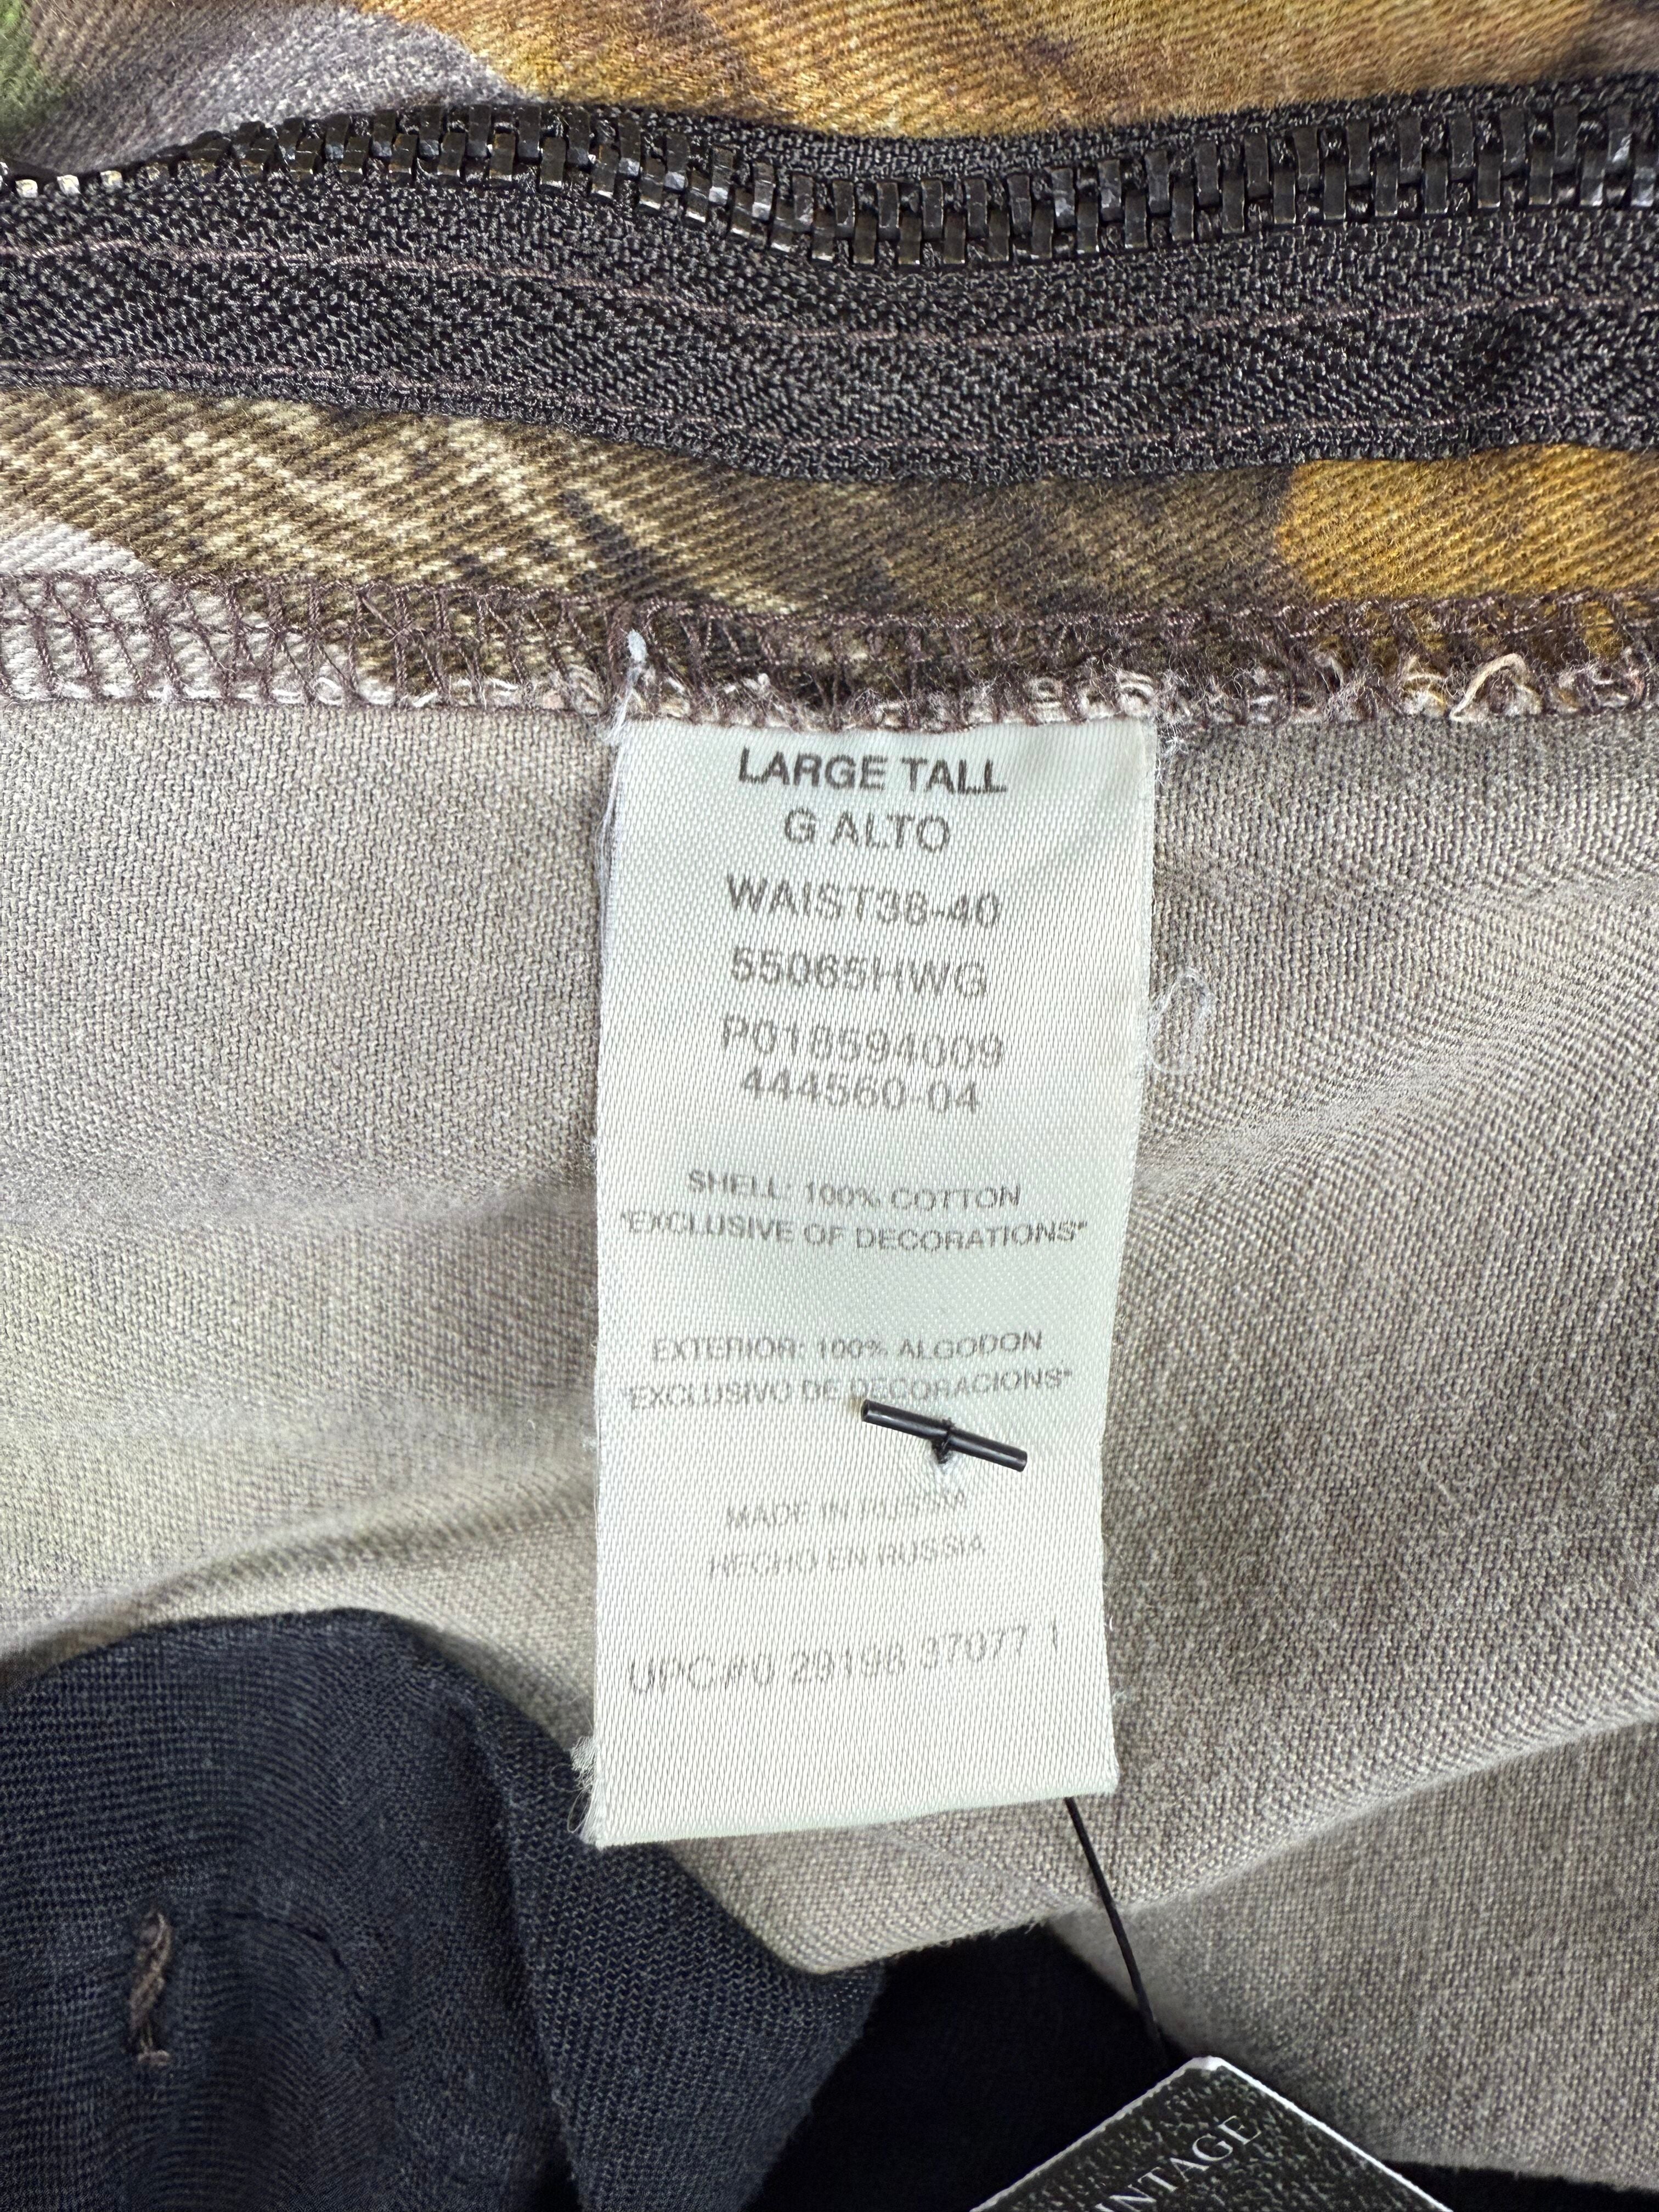 LARGE TALL
G ALTO
WAIST38-40
55065HWG
P018594009
444560-04
SHELL: 100% COTTON
"EXCLUSIVE OF DECORATIONS"
EXTERIOR: 100% ALGODON
"EXCLUSIVO DE DECORACIONS"
MADE IN RUSSIA
HECHO EN RUSSIA
UPC#0 29198 37077 1
INTAGE